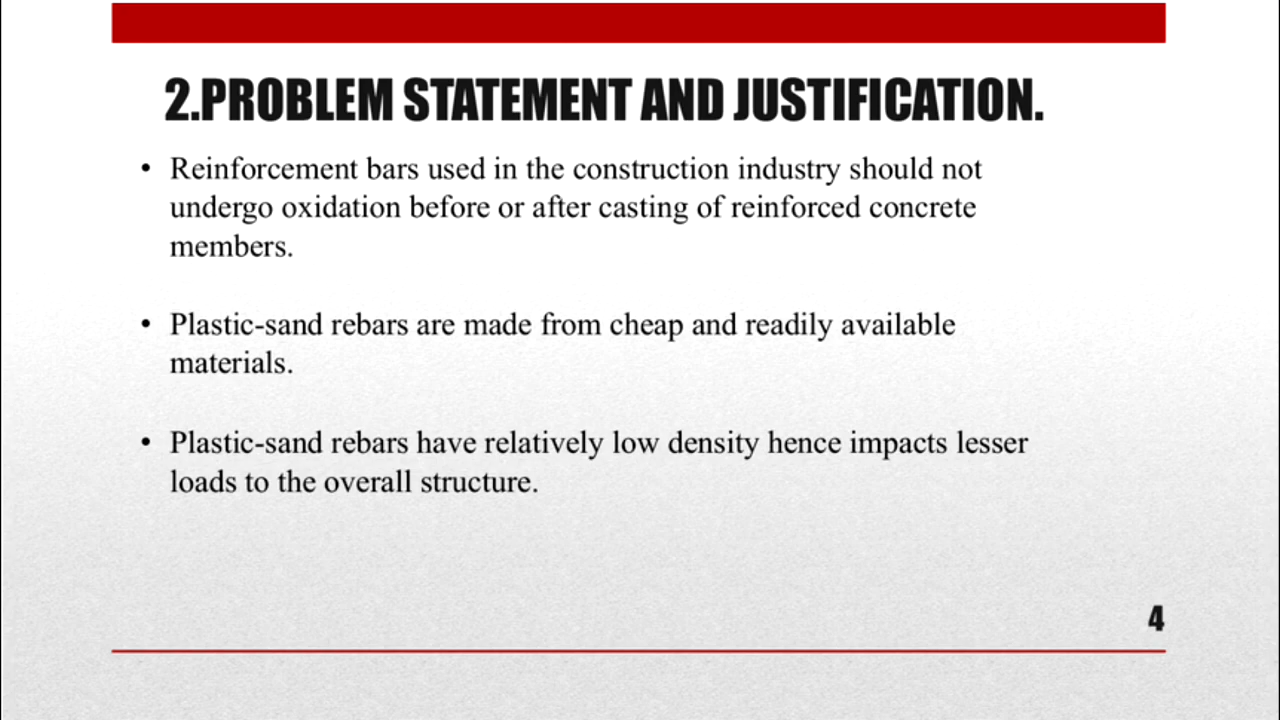 2.PROBLEM STATEMENT AND JUSTIFICATION.
• Reinforcement bars used in the construction industry should not
undergo oxidation before or after casting of reinforced concrete
members.
• Plastic-sand rebars are made from cheap and readily available
materials.
• Plastic-sand rebars have relatively low density hence impacts lesser
loads to the overall structure.
4